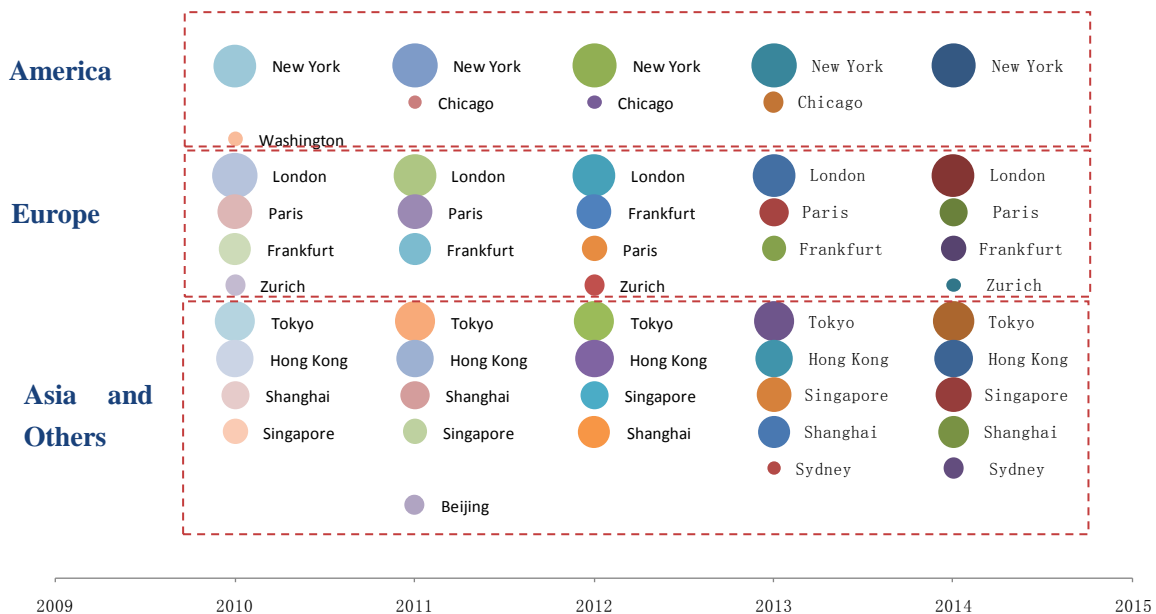 America
New York New York New York New York New York
Chicago Chicago Chicago
Washington
Europe
London London London London London
Paris Paris Frankfurt Paris Paris
Frankfurt Frankfurt Paris Frankfurt Frankfurt
Zurich Zurich Zurich
Asia and
Others
Tokyo Tokyo Tokyo Tokyo Tokyo
Hong Kong Hong Kong Hong Kong Hong Kong Hong Kong
Shanghai Shanghai Singapore Singapore Singapore
Singapore Singapore Shanghai Shanghai Shanghai
Sydney Sydney
Beijing
2009 2010 2011 2012 2013 2014 2015